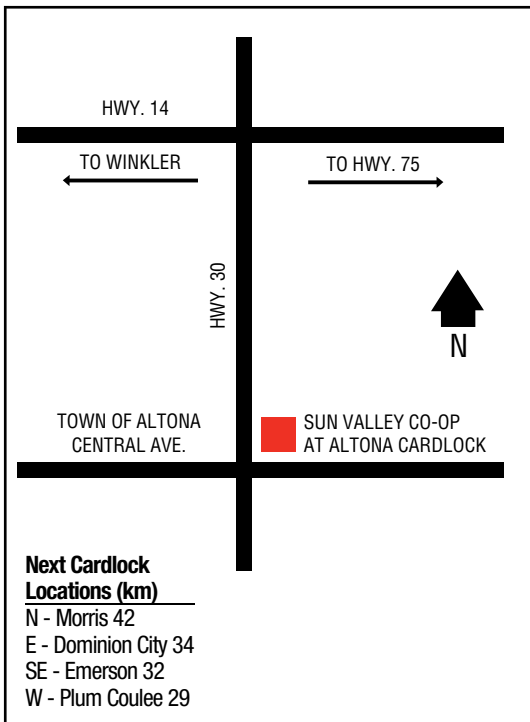 HWY. 14
TO WINKLER
TO HWY. 75
HWY. 30
N
TOWN OF ALTONA
CENTRAL AVE.
SUN VALLEY CO-OP
AT ALTONA CARDLOCK
Next Cardlock
Locations (km)
N - Morris 42
E - Dominion City 34
SE - Emerson 32
W - Plum Coulee 29